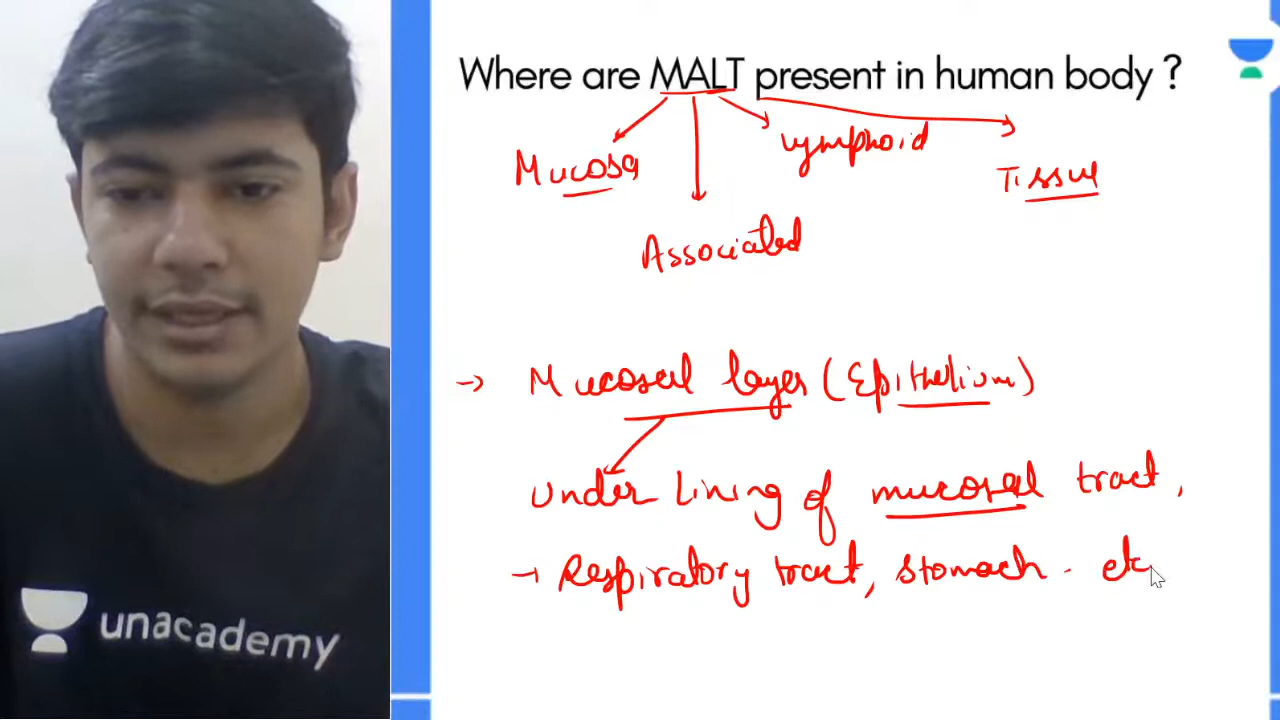 Where are MALT present in human body ?
Mucosa
Lymphoid
Tissue
Associated
→ Mucosal layer (Epithelium)
Under Lining of mucosal tract,
→ Respiratory tract, stomach. etc
unacademy